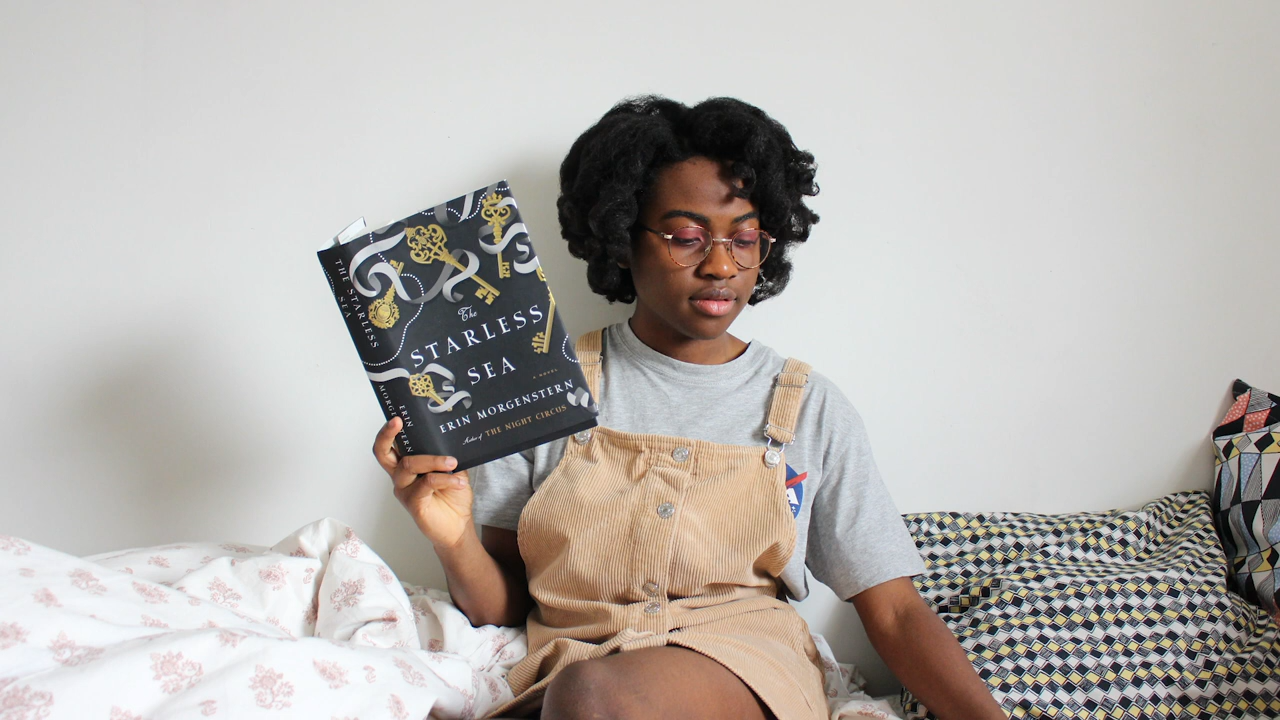 The
STARLESS
SEA
A NOVEL
ERIN MORGENSTERN
Author of THE NIGHT CIRCUS
THE STARLESS
SEA
ERIN
MORGENSTERN